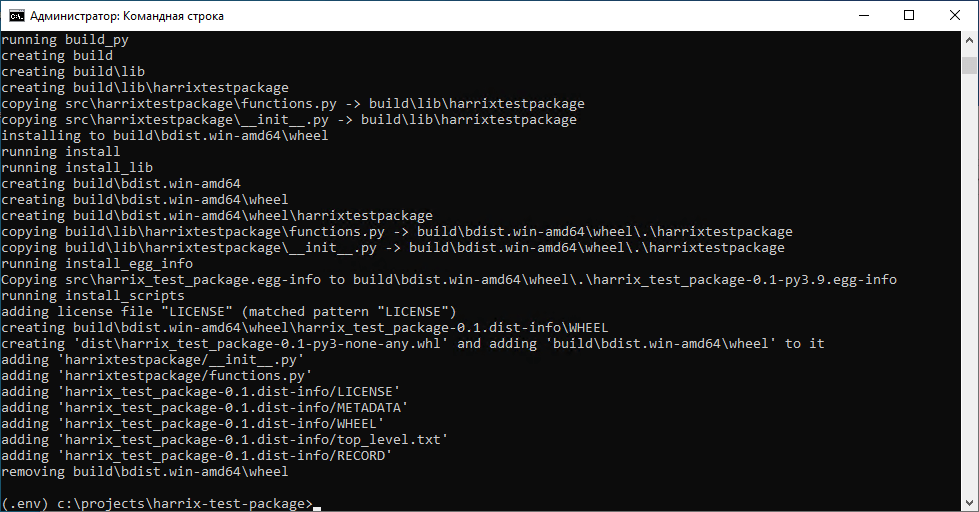 Администратор: Командная строка
running build_py
creating build
creating build\lib
creating build\lib\harrixtestpackage
copying src\harrixtestpackage\functions.py -> build\lib\harrixtestpackage
copying src\harrixtestpackage\__init__.py -> build\lib\harrixtestpackage
installing to build\bdist.win-amd64\wheel
running install
running install_lib
creating build\bdist.win-amd64
creating build\bdist.win-amd64\wheel
creating build\bdist.win-amd64\wheel\harrixtestpackage
copying build\lib\harrixtestpackage\functions.py -> build\bdist.win-amd64\wheel\.\harrixtestpackage
copying build\lib\harrixtestpackage\__init__.py -> build\bdist.win-amd64\wheel\.\harrixtestpackage
running install_egg_info
Copying src\harrix_test_package.egg-info to build\bdist.win-amd64\wheel\.\harrix_test_package-0.1-py3.9.egg-info
running install_scripts
adding license file "LICENSE" (matched pattern "LICENSE")
creating build\bdist.win-amd64\wheel\harrix_test_package-0.1.dist-info\WHEEL
creating 'dist\harrix_test_package-0.1-py3-none-any.whl' and adding 'build\bdist.win-amd64\wheel' to it
adding 'harrixtestpackage/__init__.py'
adding 'harrixtestpackage/functions.py'
adding 'harrix_test_package-0.1.dist-info/LICENSE'
adding 'harrix_test_package-0.1.dist-info/METADATA'
adding 'harrix_test_package-0.1.dist-info/WHEEL'
adding 'harrix_test_package-0.1.dist-info/top_level.txt'
adding 'harrix_test_package-0.1.dist-info/RECORD'
removing build\bdist.win-amd64\wheel
(.env) c:\projects\harrix-test-package>